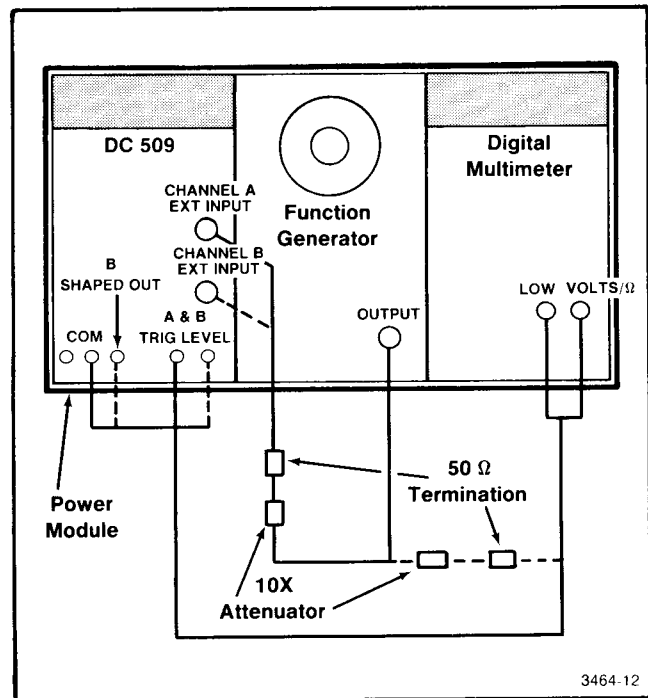 DC 509
Digital
Multimeter
CHANNEL A
EXT INPUT
Function
Generator
CHANNEL B
EXT INPUT
B
SHAPED OUT
LOW VOLTS/Ω
A & B
OUTPUT
COM
TRIG LEVEL
50 Ω
Termination
Power
Module
10X
Attenuator
3464-12